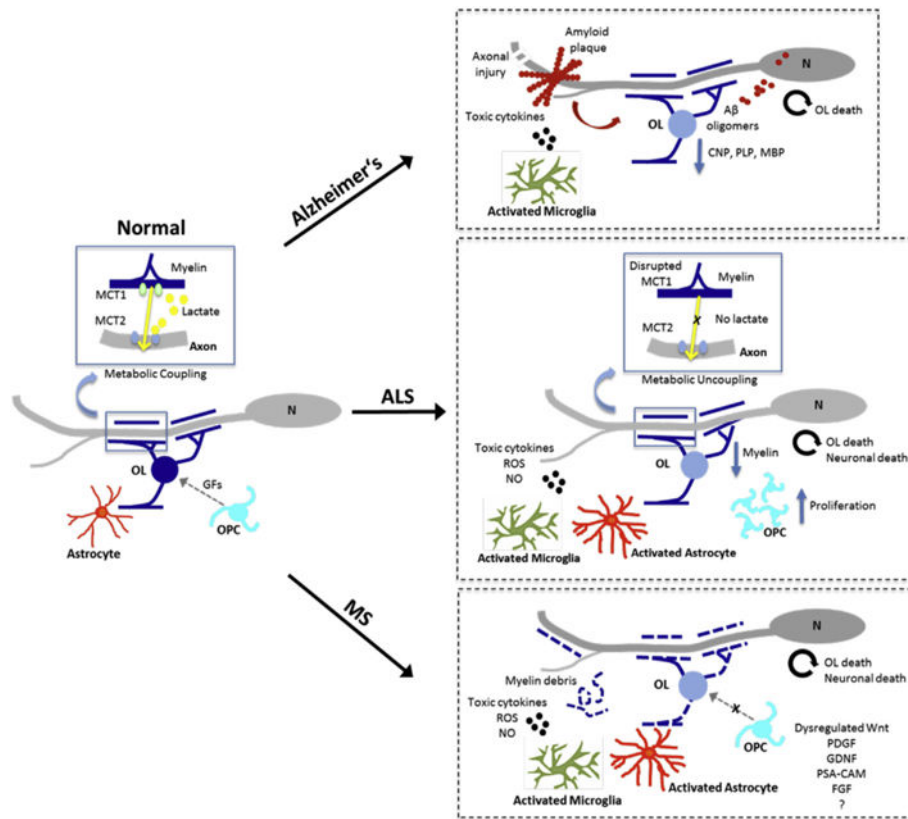 Normal
Myelin
MCT1
Lactate
MCT2
Axon
Metabolic Coupling
N
OL
GFs
OPC
Astrocyte
Alzheimer's
ALS
MS
Amyloid
plaque
Axonal
injury
N
Toxic cytokines
OL
Aβ
oligomers
OL death
CNP, PLP, MBP
Activated Microglia
Disrupted
MCT1
Myelin
No lactate
X
MCT2
Axon
Metabolic Uncoupling
N
Toxic cytokines
ROS
NO
OL
Myelin
OL death
Neuronal death
Proliferation
OPC
Activated Microglia
Activated Astrocyte
N
Myelin debris
OL
OL death
Neuronal death
Toxic cytokines
ROS
NO
X
OPC
Dysregulated Wnt
PDGF
GDNF
PSA-CAM
FGF
?
Activated Astrocyte
Activated Microglia